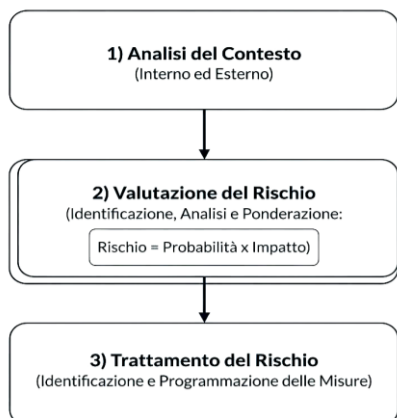 1) Analisi del Contesto
(Interno ed Esterno)
2) Valutazione del Rischio
(Identificazione, Analisi e Ponderazione:
Rischio = Probabilità x Impatto)
3) Trattamento del Rischio
(Identificazione e Programmazione delle Misure)